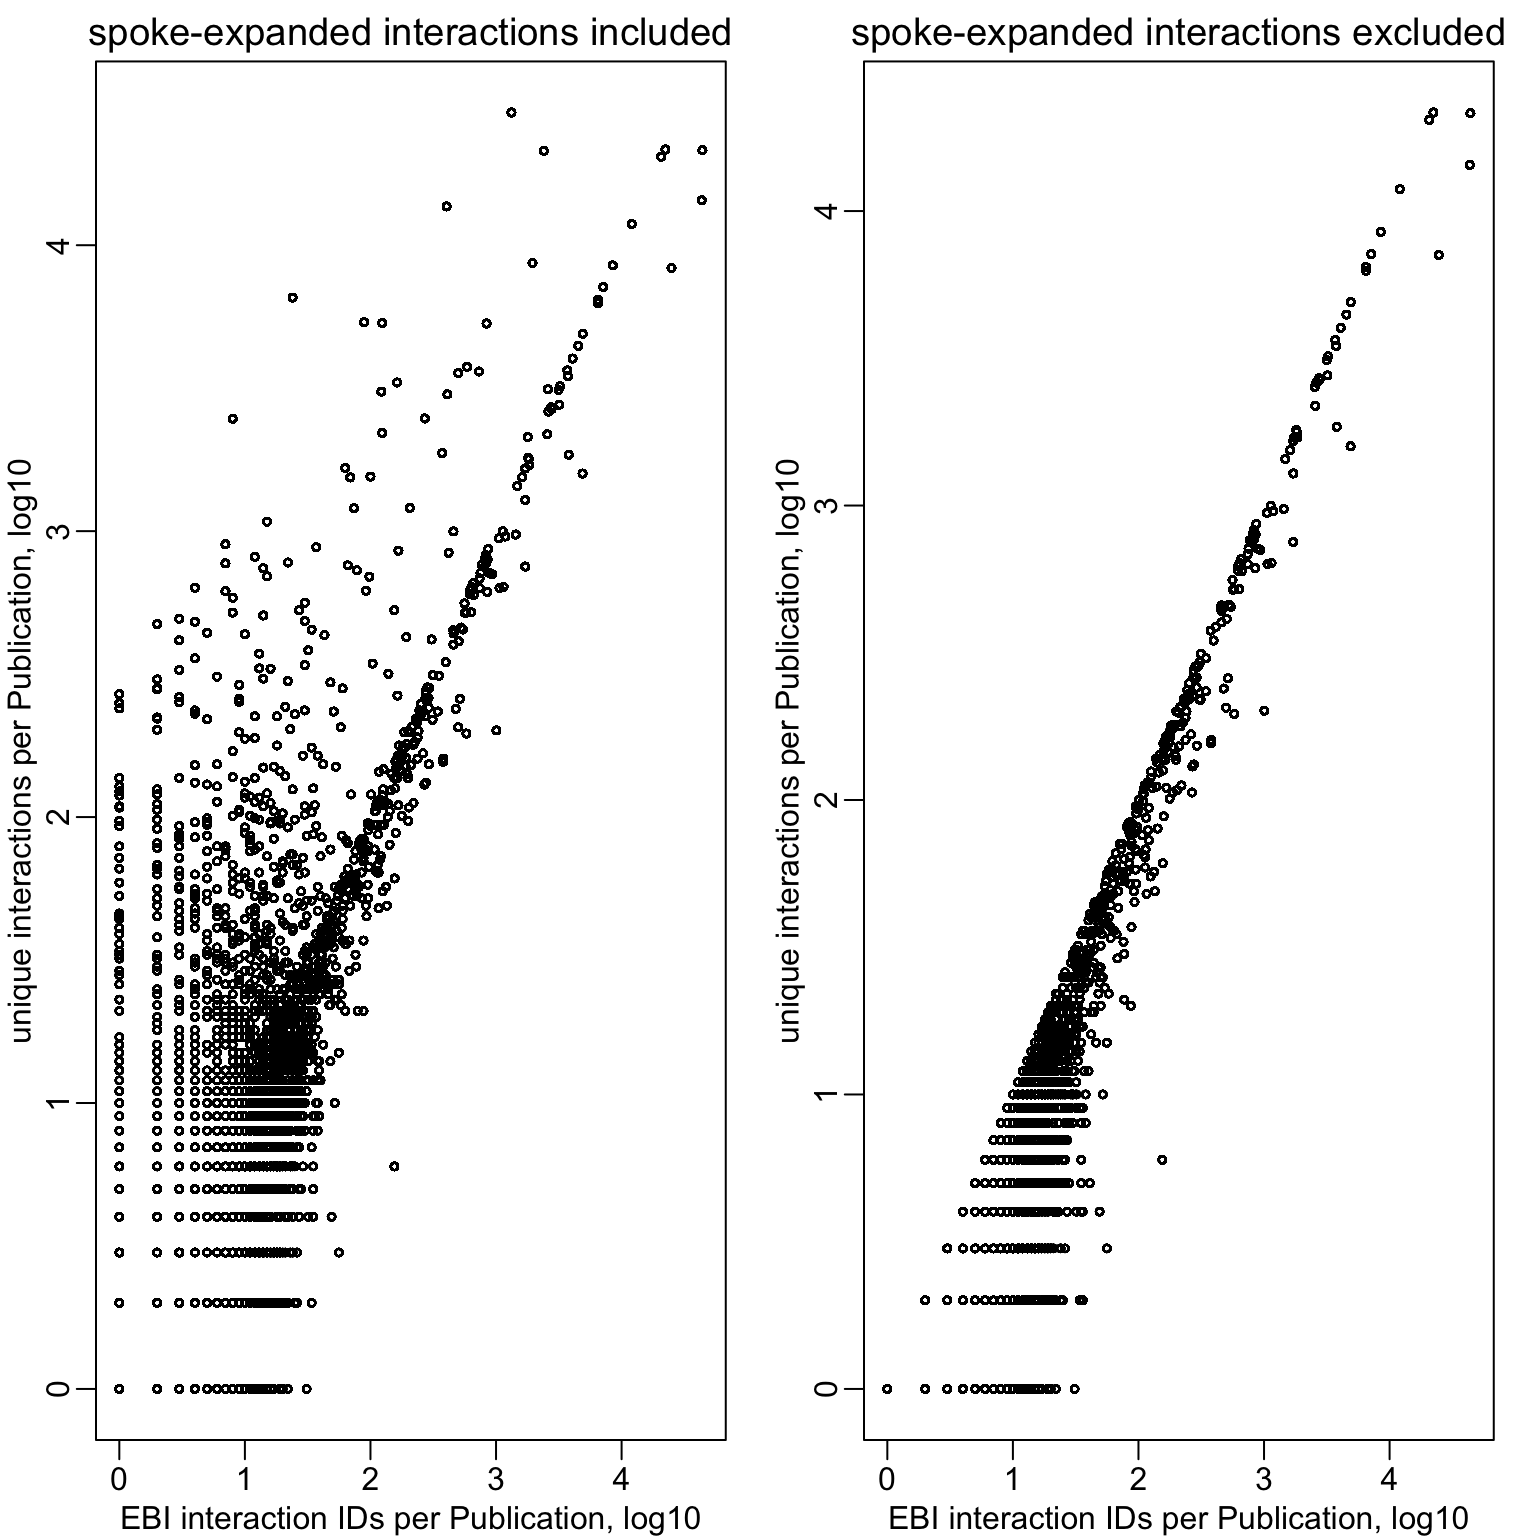 spoke-expanded interactions included
unique interactions per Publication, log10
4
3
2
1
0
0 1 2 3 4
EBI interaction IDs per Publication, log10
spoke-expanded interactions excluded
unique interactions per Publication, log10
4
3
2
1
0
0 1 2 3 4
EBI interaction IDs per Publication, log10